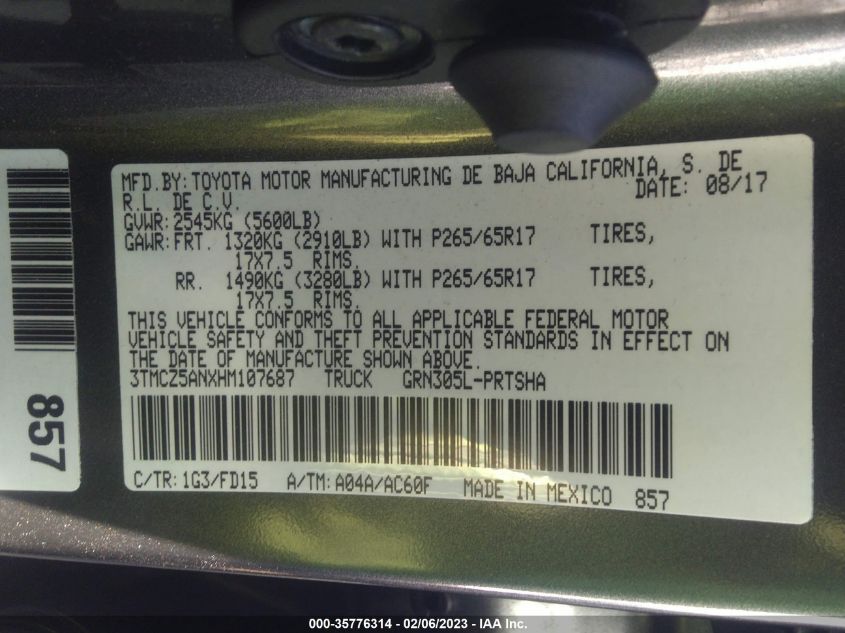 MFD.BY:TOYOTA MOTOR MANUFACTURING DE BAJA CALIFORNIA, S. DE
R.L. DE C.V. DATE: 08/17
GVWR:2545KG (5600LB)
GAWR:FRT. 1320KG (2910LB) WITH P265/65R17 TIRES,
17X7.5 RIMS.
RR. 1490KG (3280LB) WITH P265/65R17 TIRES,
17X7.5 RIMS.
THIS VEHICLE CONFORMS TO ALL APPLICABLE FEDERAL MOTOR
VEHICLE SAFETY AND THEFT PREVENTION STANDARDS IN EFFECT ON
THE DATE OF MANUFACTURE SHOWN ABOVE.
3TMCZ5ANXHM107687 TRUCK GRN305L-PRTSHA
C/TR:1G3/FD15 A/TM:A04A/AC60F MADE IN MEXICO 857
857
000-35776314 - 02/06/2023 - IAA Inc.